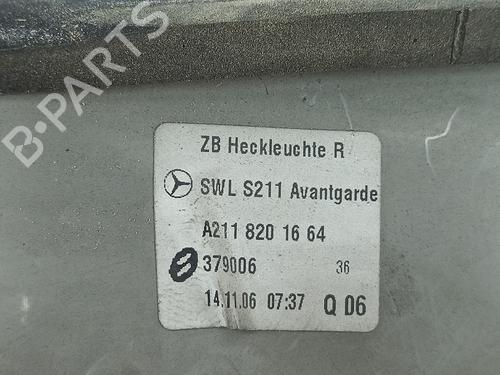 B-PARTS
ZB Heckleuchte R
SWL S211 Avantgarde
A211 820 16 64
379006 36
14.11.06 07:37 Q 06